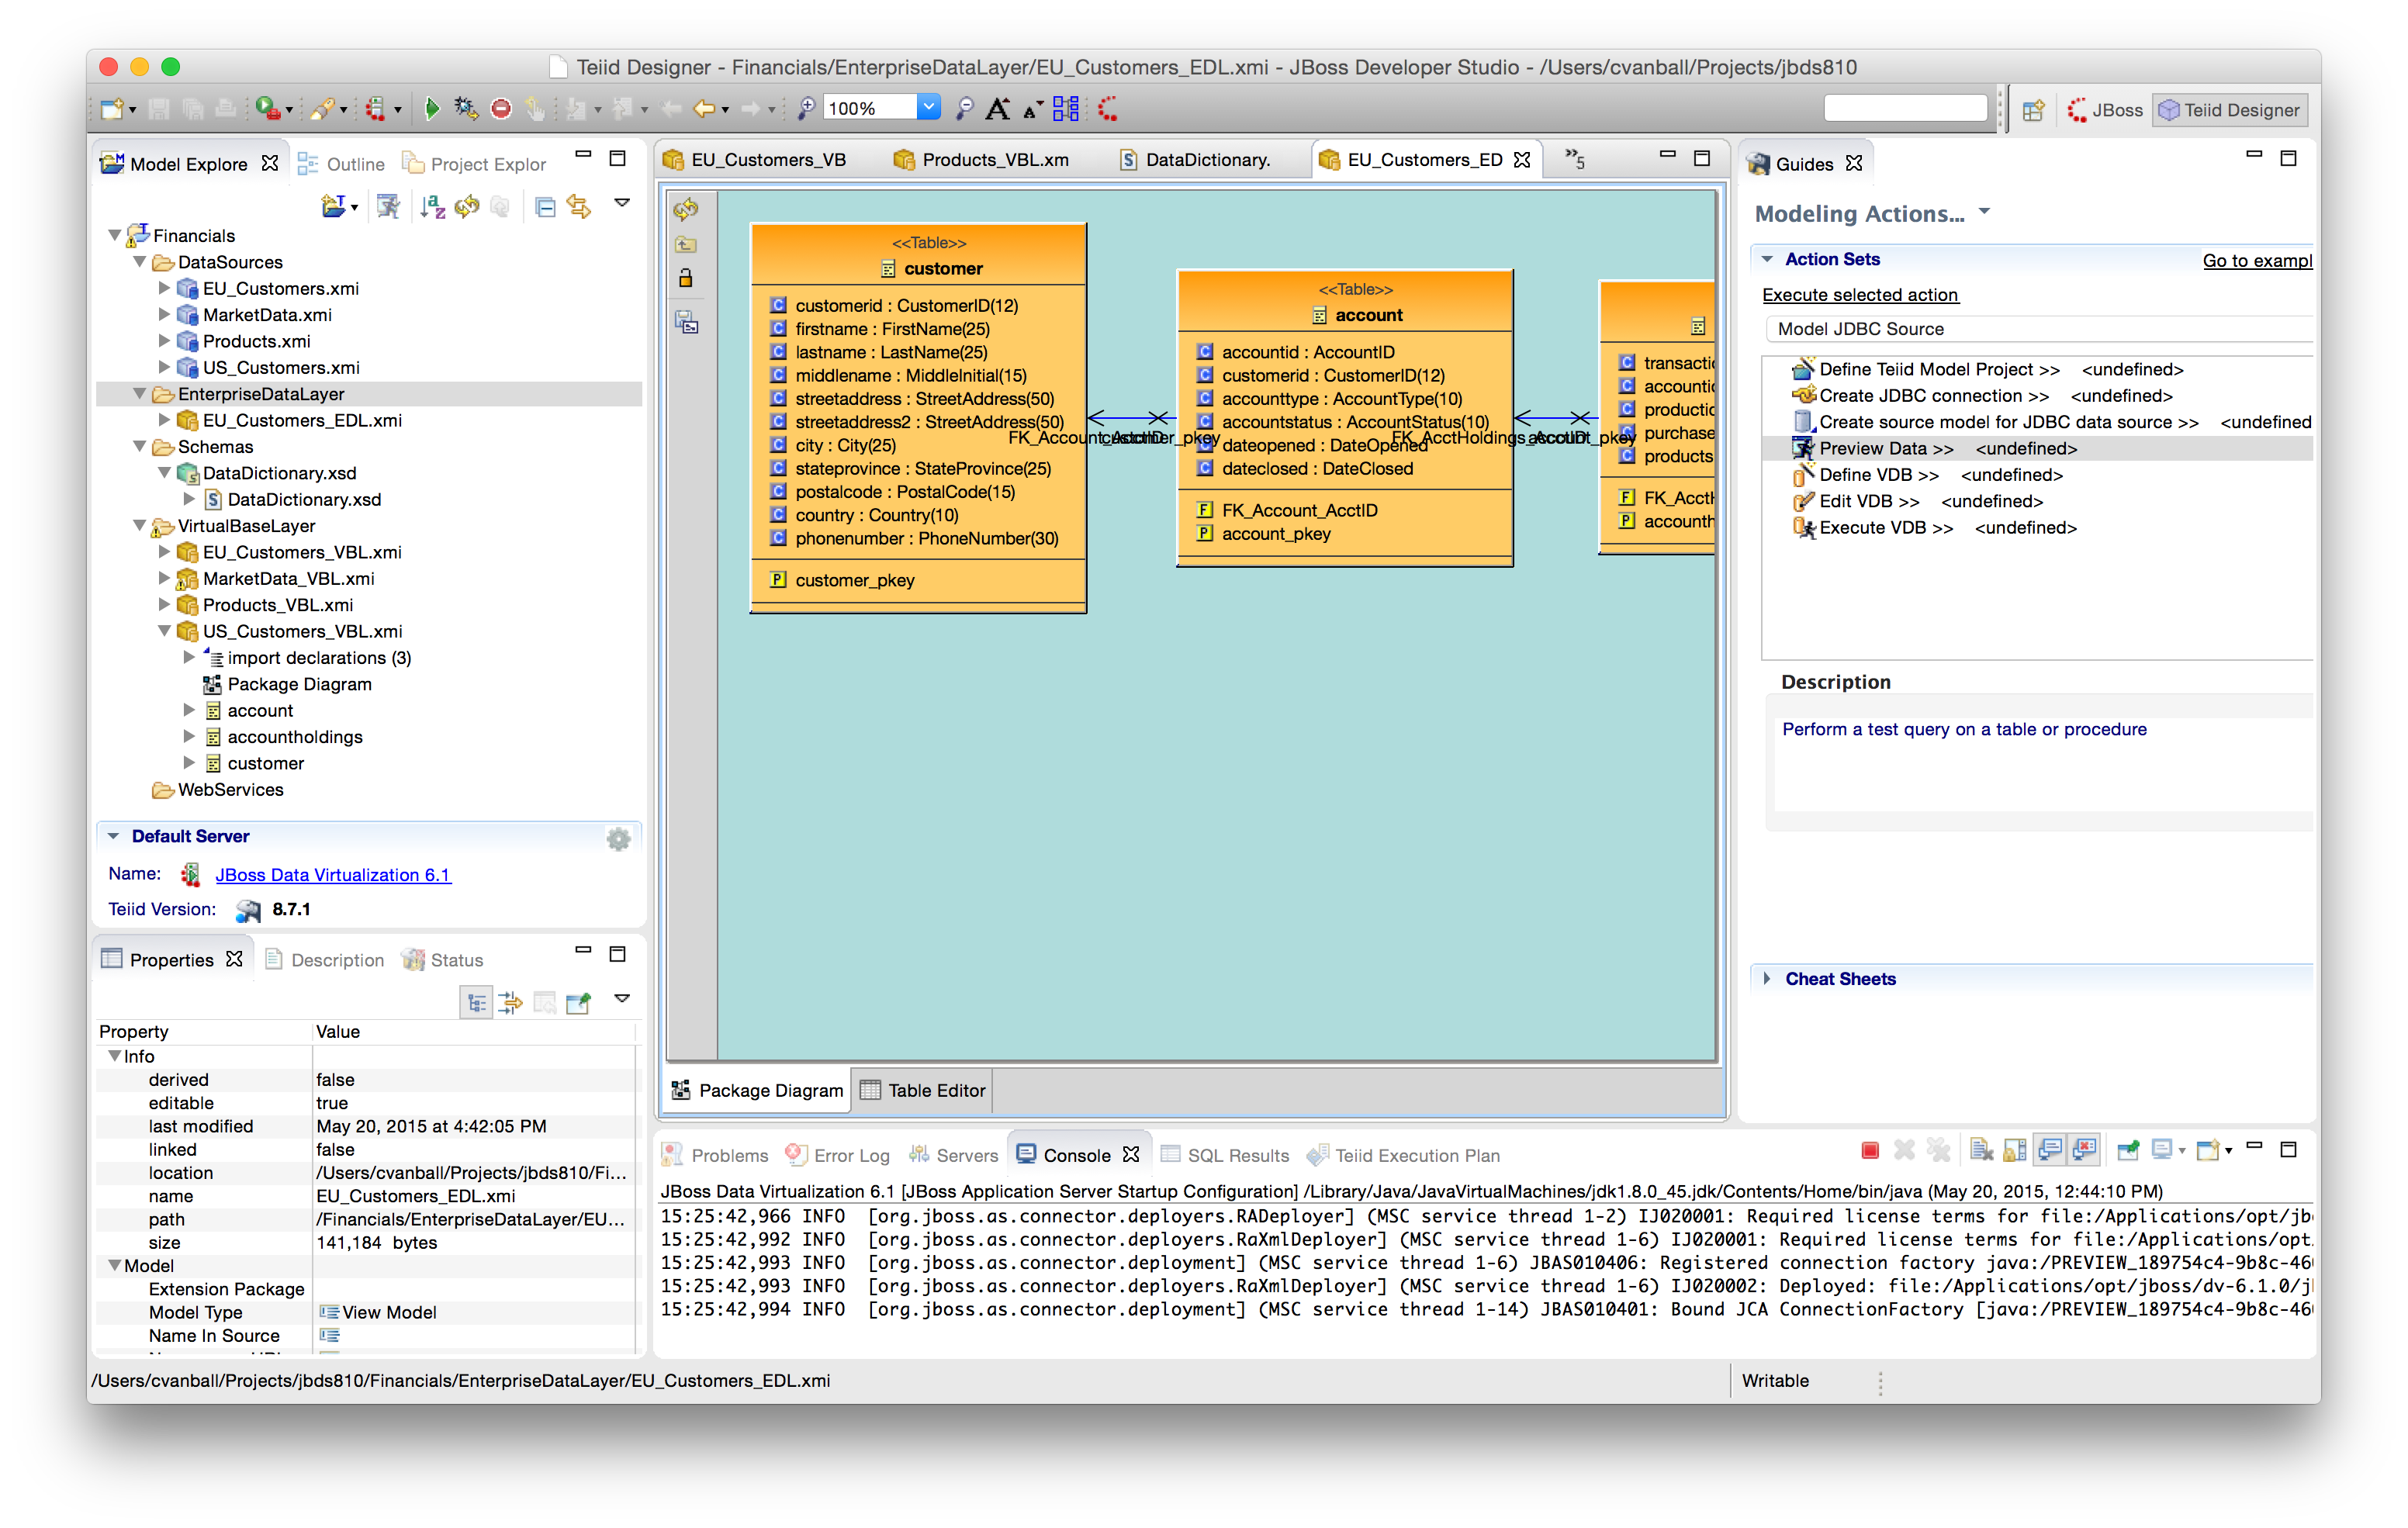 Teiid Designer - Financials/EnterpriseDataLayer/EU_Customers_EDL.xmi - JBoss Developer Studio - /Users/cvanball/Projects/jbds810
100%
JBoss
Teiid Designer
Model Explore
Outline
Project Explor
Financials
DataSources
EU_Customers.xmi
MarketData.xmi
Products.xmi
US_Customers.xmi
EnterpriseDataLayer
EU_Customers_EDL.xmi
Schemas
DataDictionary.xsd
DataDictionary.xsd
VirtualBaseLayer
EU_Customers_VBL.xmi
MarketData_VBL.xmi
Products_VBL.xmi
US_Customers_VBL.xmi
import declarations (3)
Package Diagram
account
accountholdings
customer
WebServices
Default Server
Name: JBoss Data Virtualization 6.1
Teiid Version: 8.7.1
Properties
Description
Status
Property Value
Info
derived false
editable true
last modified May 20, 2015 at 4:42:05 PM
linked false
location /Users/cvanball/Projects/jbds810/Fi...
name EU_Customers_EDL.xmi
path /Financials/EnterpriseDataLayer/EU...
size 141,184 bytes
Model
Extension Package
Model Type View Model
Name In Source
EU_Customers_VB
Products_VBL.xm
DataDictionary.
EU_Customers_ED
»5
<<Table>>
customer
customerid : CustomerID(12)
firstname : FirstName(25)
lastname : LastName(25)
middlename : MiddleInitial(15)
streetaddress : StreetAddress(50)
streetaddress2 : StreetAddress(50)
city : City(25)
stateprovince : StateProvince(25)
postalcode : PostalCode(15)
country : Country(10)
phonenumber : PhoneNumber(30)
customer_pkey
FK_Account_AcctID
customer_pkey
<<Table>>
account
accountid : AccountID
customerid : CustomerID(12)
accounttype : AccountType(10)
accountstatus : AccountStatus(10)
dateopened : DateOpened
dateclosed : DateClosed
FK_Account_AcctID
account_pkey
FK_AcctHoldings_AcctID
account_pkey
transactio
accountid
productid
purchase
products
FK_AcctH
accounth
Package Diagram
Table Editor
Guides
Modeling Actions...
Action Sets
Go to exampl
Execute selected action
Model JDBC Source
Define Teiid Model Project >> <undefined>
Create JDBC connection >> <undefined>
Create source model for JDBC data source >> <undefined
Preview Data >> <undefined>
Define VDB >> <undefined>
Edit VDB >> <undefined>
Execute VDB >> <undefined>
Description
Perform a test query on a table or procedure
Cheat Sheets
Problems
Error Log
Servers
Console
SQL Results
Teiid Execution Plan
JBoss Data Virtualization 6.1 [JBoss Application Server Startup Configuration] /Library/Java/JavaVirtualMachines/jdk1.8.0_45.jdk/Contents/Home/bin/java (May 20, 2015, 12:44:10 PM)
15:25:42,966 INFO [org.jboss.as.connector.deployers.RADeployer] (MSC service thread 1-2) IJ020001: Required license terms for file:/Applications/opt/jb
15:25:42,992 INFO [org.jboss.as.connector.deployers.RaXmlDeployer] (MSC service thread 1-6) IJ020001: Required license terms for file:/Applications/opt
15:25:42,993 INFO [org.jboss.as.connector.deployment] (MSC service thread 1-6) JBAS010406: Registered connection factory java:/PREVIEW_189754c4-9b8c-46
15:25:42,993 INFO [org.jboss.as.connector.deployers.RaXmlDeployer] (MSC service thread 1-6) IJ020002: Deployed: file:/Applications/opt/jboss/dv-6.1.0/j
15:25:42,994 INFO [org.jboss.as.connector.deployment] (MSC service thread 1-14) JBAS010401: Bound JCA ConnectionFactory [java:/PREVIEW_189754c4-9b8c-46
/Users/cvanball/Projects/jbds810/Financials/EnterpriseDataLayer/EU_Customers_EDL.xmi
Writable